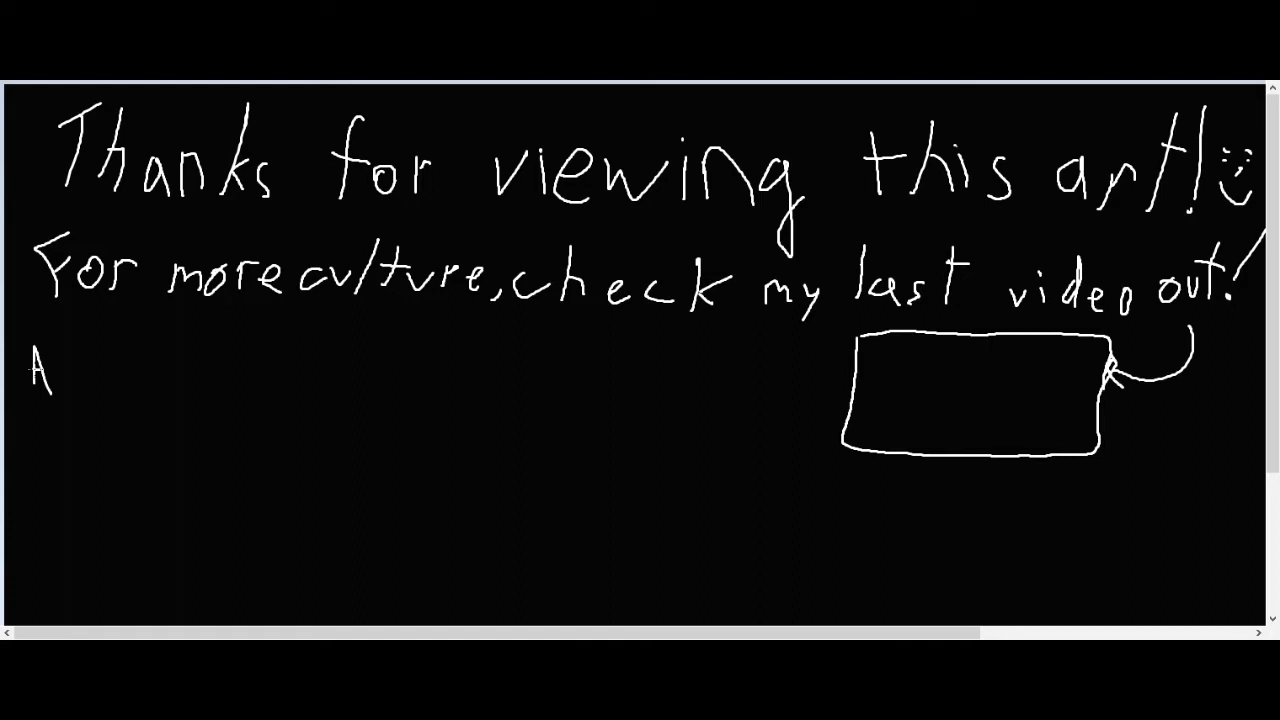 Thanks for viewing this art! :)
For more culture, check my last video out!
A